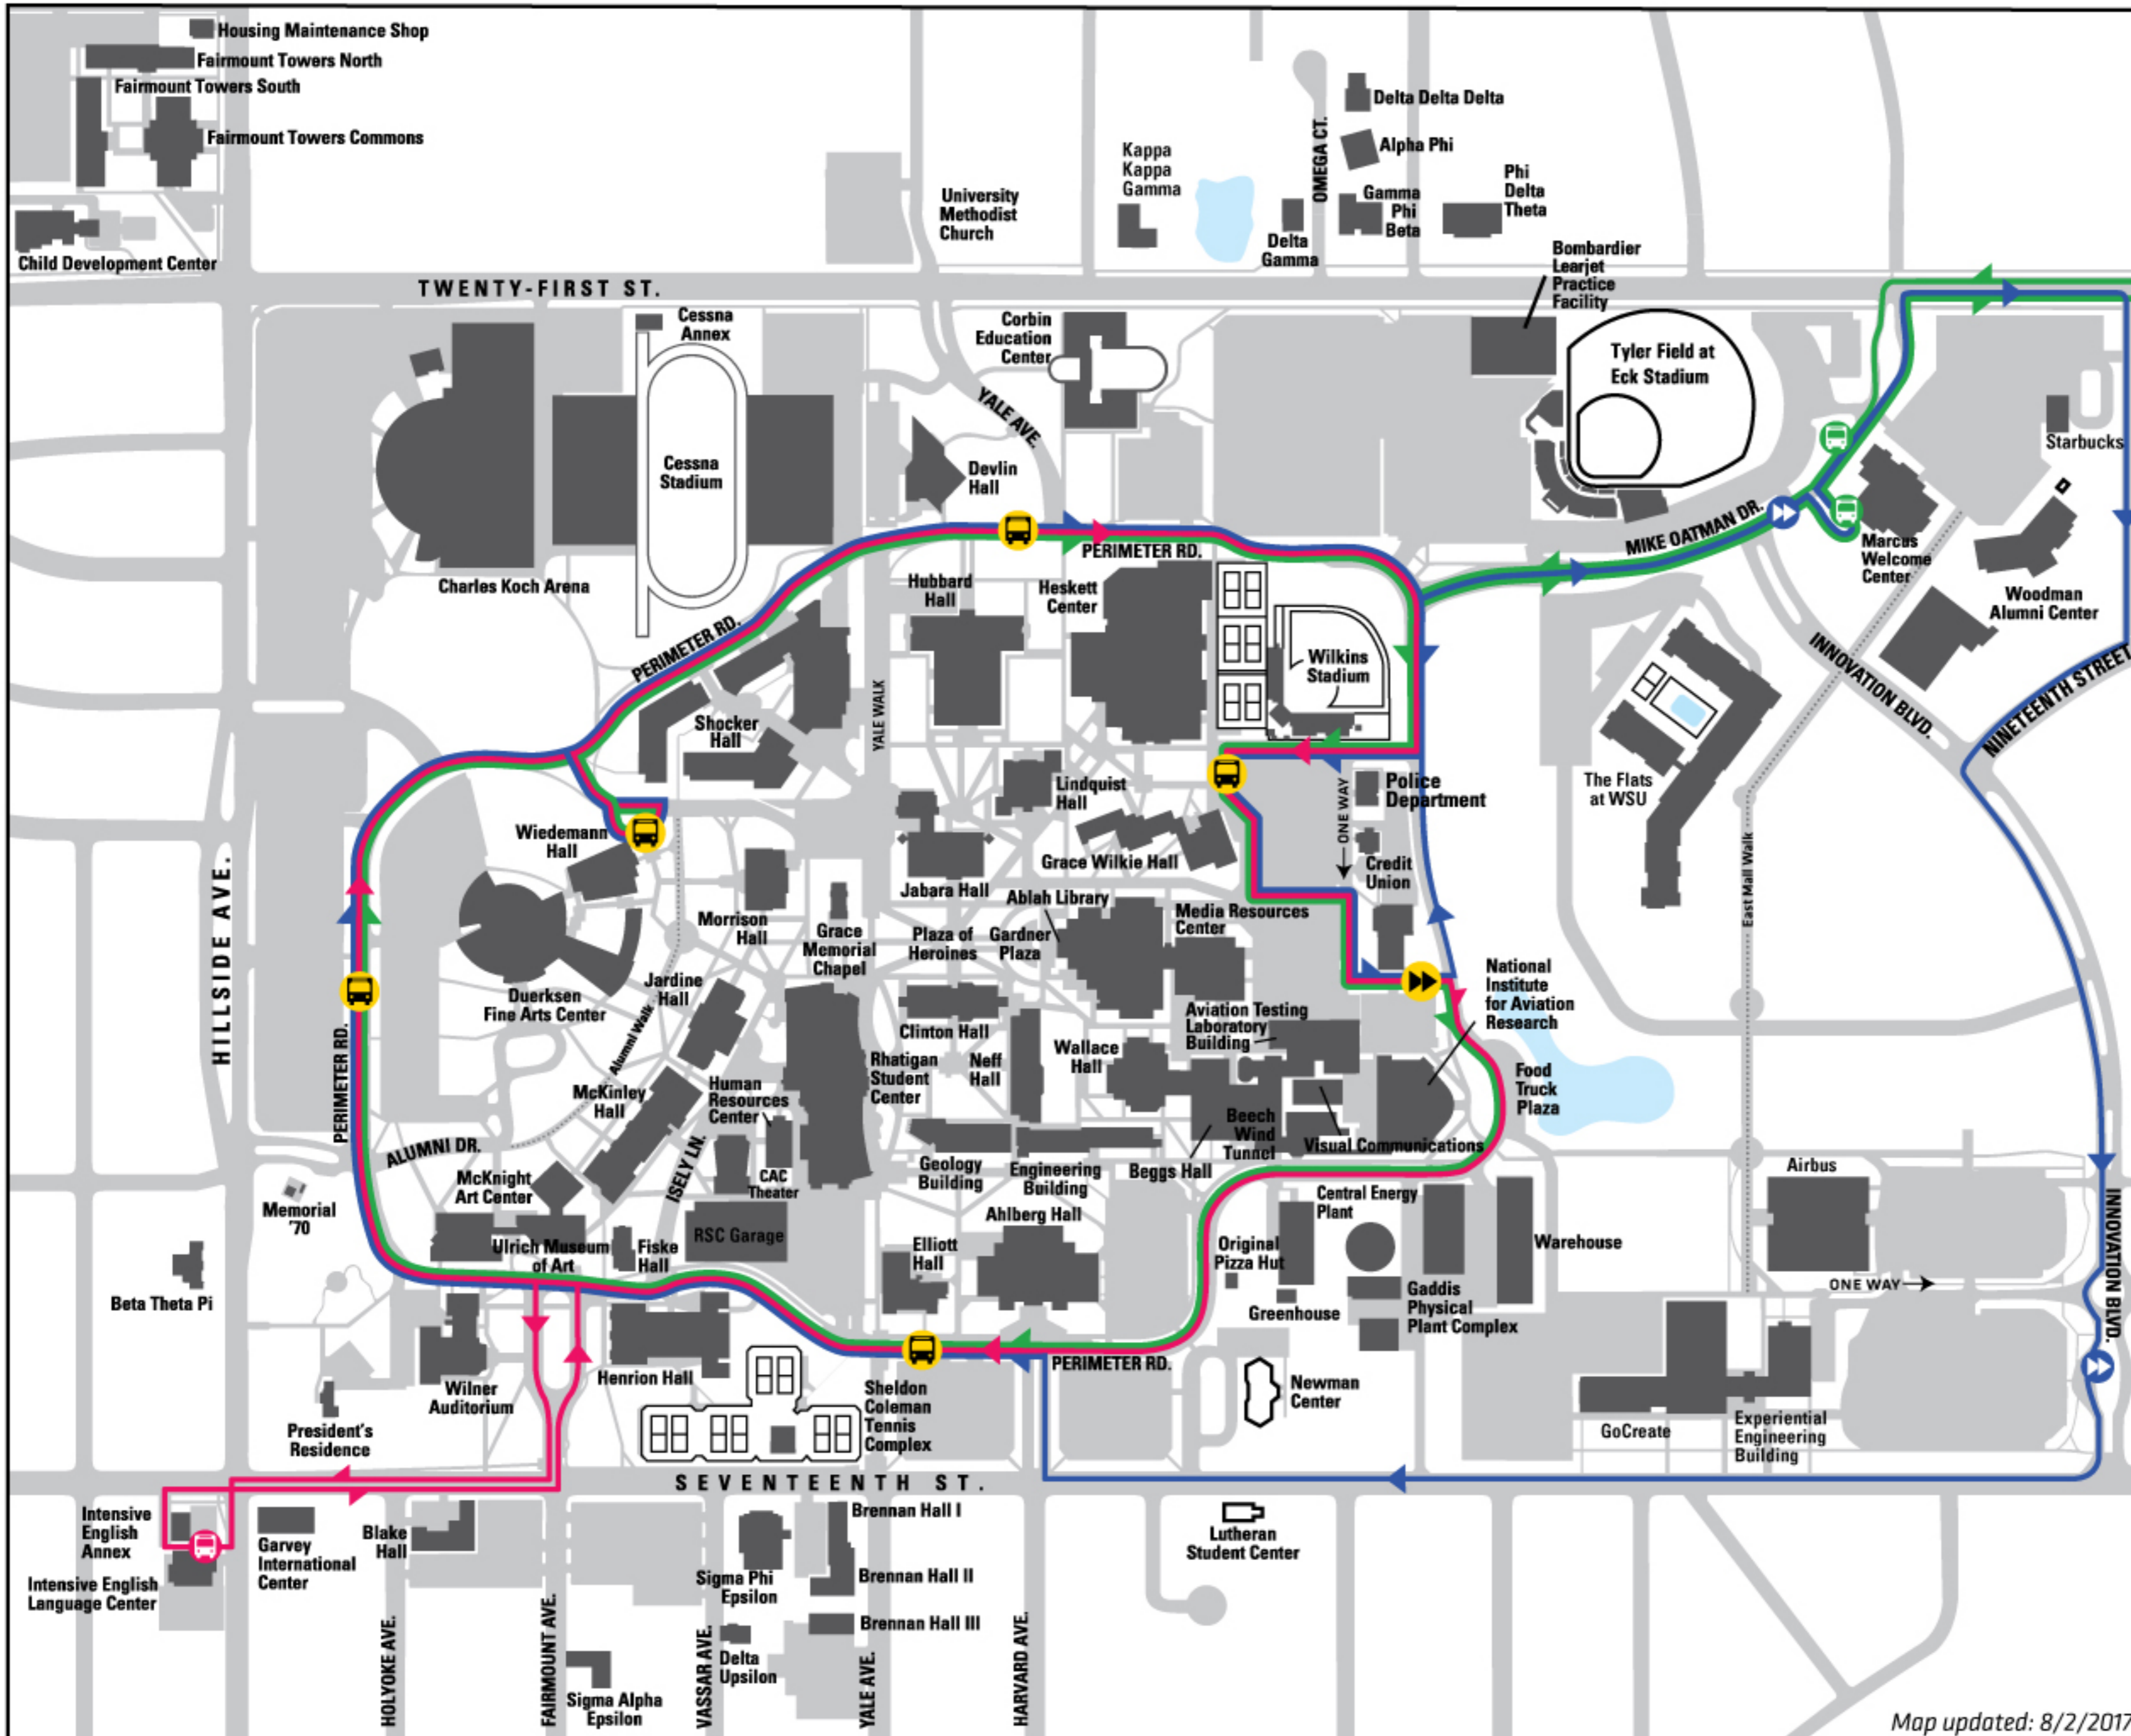 Housing Maintenance Shop
Fairmount Towers North
Fairmount Towers South
Fairmount Towers Commons
Child Development Center
University
Methodist
Church
Kappa
Kappa
Gamma
OMEGA CT.
Delta Delta Delta
Alpha Phi
Gamma
Phi
Beta
Phi
Delta
Theta
Delta
Gamma
Bombardier
Learjet
Practice
Facility
TWENTY-FIRST ST.
Cessna
Annex
Corbin
Education
Center
YALE AVE.
Tyler Field at
Eck Stadium
Starbucks
Cessna
Stadium
Devlin
Hall
Charles Koch Arena
PERIMETER RD.
MIKE OATMAN DR.
Marcus
Welcome
Center
Woodman
Alumni Center
Hubbard
Hall
Heskett
Center
PERIMETER RD.
Wilkins
Stadium
INNOVATION BLVD.
NINETEENTH STREET
Shocker
Hall
YALE WALK
Lindquist
Hall
ONE WAY
Police
Department
The Flats
at WSU
Wiedemann
Hall
Grace Wilkie Hall
Credit
Union
East Mall Walk
HILLSIDE AVE.
Jabara Hall
Ablah Library
Morrison
Hall
Grace
Memorial
Chapel
Plaza of
Heroines
Gardner
Plaza
Media Resources
Center
Jardine
Hall
Duerksen
Fine Arts Center
National
Institute
for Aviation
Research
Alumni Walk
Clinton Hall
Aviation Testing
Laboratory
Building
PERIMETER RD.
McKinley
Hall
Human
Resources
Center
Rhatigan
Student
Center
Neff
Hall
Wallace
Hall
Food
Truck
Plaza
Beech
Wind
Tunnel
Visual Communications
ALUMNI DR.
ISELY LN.
McKnight
Art Center
CAC
Theater
Geology
Building
Engineering
Building
Beggs Hall
Airbus
Memorial
'70
Central Energy
Plant
Ahlberg Hall
RSC Garage
Ulrich Museum
of Art
Fiske
Hall
Elliott
Hall
Original
Pizza Hut
Warehouse
INNOVATION BLVD.
ONE WAY
Beta Theta Pi
Greenhouse
Gaddis
Physical
Plant Complex
PERIMETER RD.
Henrion Hall
Wilner
Auditorium
Sheldon
Coleman
Tennis
Complex
Newman
Center
President's
Residence
GoCreate
Experiential
Engineering
Building
SEVENTEENTH ST.
Intensive
English
Annex
Garvey
International
Center
Blake
Hall
Brennan Hall I
Lutheran
Student Center
Intensive English
Language Center
Sigma Phi
Epsilon
Brennan Hall II
Brennan Hall III
HOLYOKE AVE.
FAIRMOUNT AVE.
VASSAR AVE.
Delta
Upsilon
YALE AVE.
HARVARD AVE.
Sigma Alpha
Epsilon
Map updated: 8/2/2017